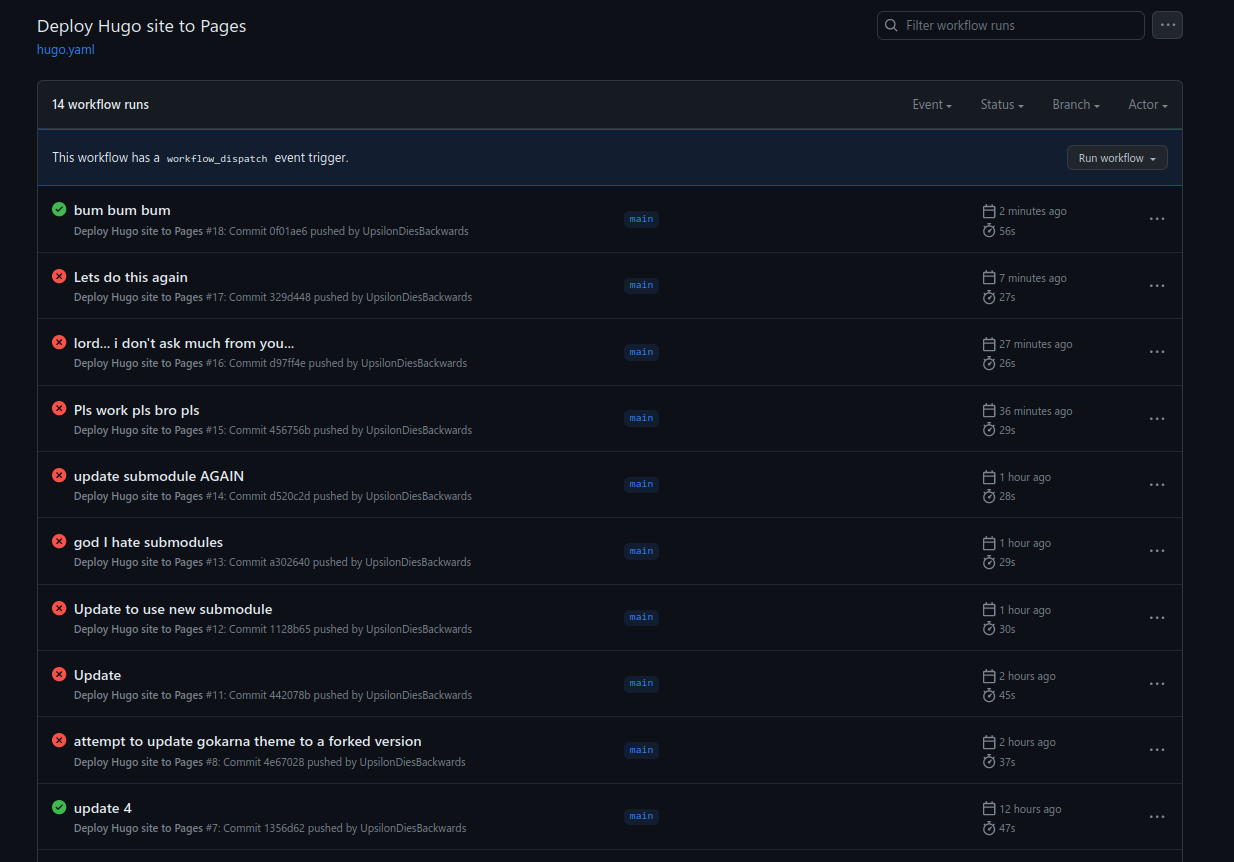 Deploy Hugo site to Pages
hugo.yaml
Filter workflow runs
14 workflow runs
Event
Status
Branch
Actor
This workflow has a workflow_dispatch event trigger.
Run workflow
bum bum bum
Deploy Hugo site to Pages #18: Commit 0f01ae6 pushed by UpsilonDiesBackwards
main
2 minutes ago
56s
Lets do this again
Deploy Hugo site to Pages #17: Commit 329d448 pushed by UpsilonDiesBackwards
main
7 minutes ago
27s
lord... i don't ask much from you...
Deploy Hugo site to Pages #16: Commit d97ff4e pushed by UpsilonDiesBackwards
main
27 minutes ago
26s
Pls work pls bro pls
Deploy Hugo site to Pages #15: Commit 456756b pushed by UpsilonDiesBackwards
main
36 minutes ago
29s
update submodule AGAIN
Deploy Hugo site to Pages #14: Commit d520c2d pushed by UpsilonDiesBackwards
main
1 hour ago
28s
god I hate submodules
Deploy Hugo site to Pages #13: Commit a302640 pushed by UpsilonDiesBackwards
main
1 hour ago
29s
Update to use new submodule
Deploy Hugo site to Pages #12: Commit 1128b65 pushed by UpsilonDiesBackwards
main
1 hour ago
30s
Update
Deploy Hugo site to Pages #11: Commit 442078b pushed by UpsilonDiesBackwards
main
2 hours ago
45s
attempt to update gokarna theme to a forked version
Deploy Hugo site to Pages #8: Commit 4e67028 pushed by UpsilonDiesBackwards
main
2 hours ago
37s
update 4
Deploy Hugo site to Pages #7: Commit 1356d62 pushed by UpsilonDiesBackwards
main
12 hours ago
47s